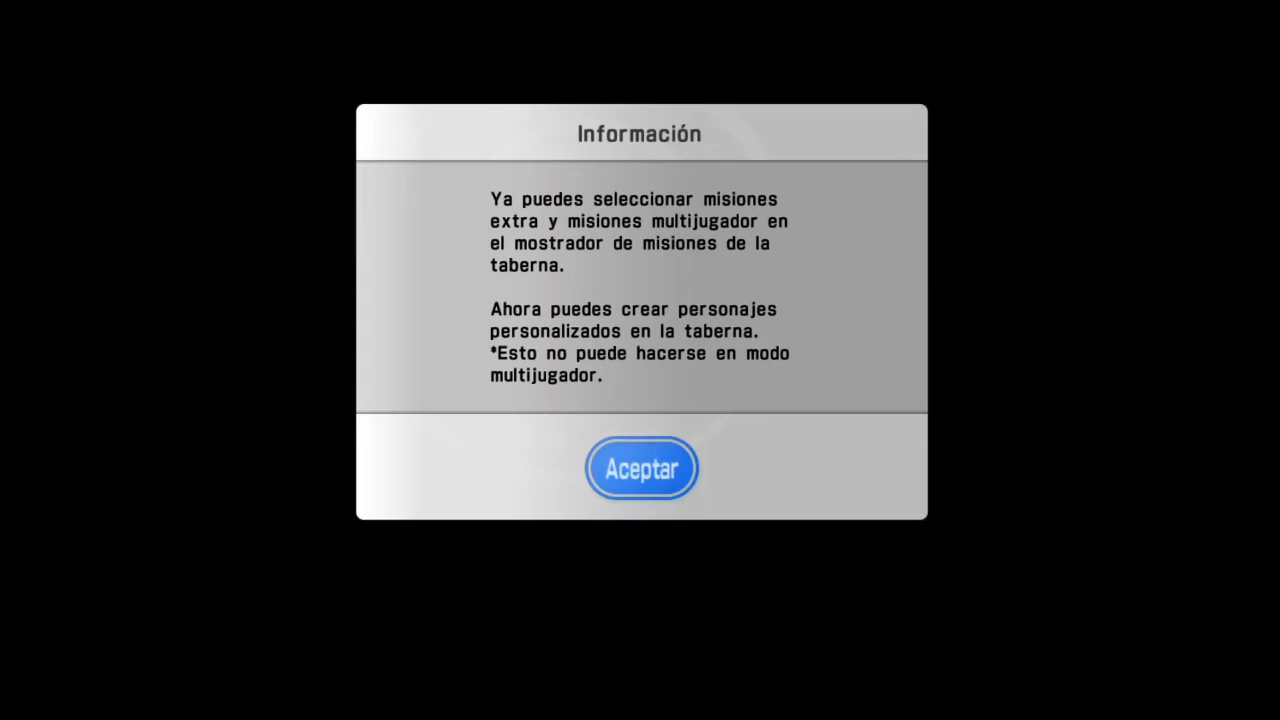 Información
Ya puedes seleccionar misiones
extra y misiones multijugador en
el mostrador de misiones de la
taberna.
Ahora puedes crear personajes
personalizados en la taberna.
*Esto no puede hacerse en modo
multijugador.
Aceptar